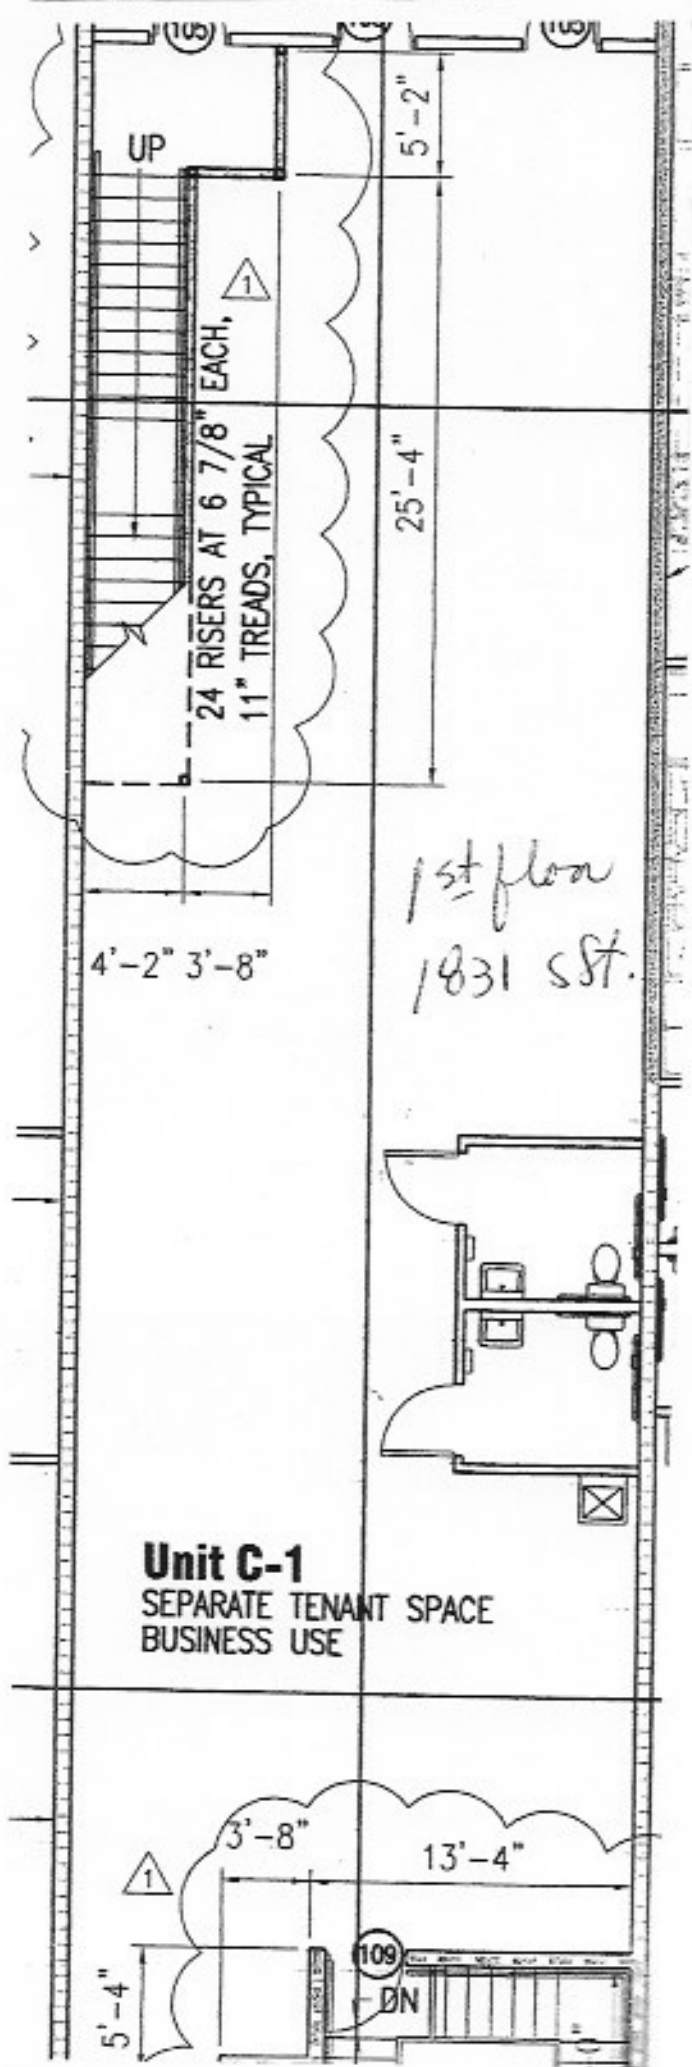 105
105
5'-2"
UP
1
24 RISERS AT 6 7/8" EACH,
11" TREADS, TYPICAL
25'-4"
1st floor
1831 S St.
4'-2" 3'-8"
Unit C-1
SEPARATE TENANT SPACE
BUSINESS USE
3'-8"
13'-4"
1
109
DN
5'-4"